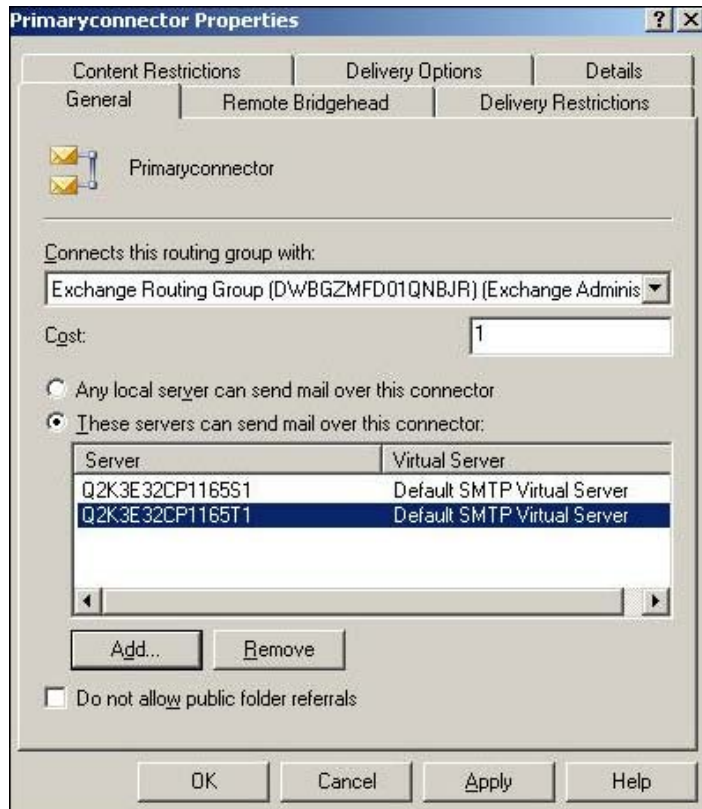 Primaryconnector Properties
Content Restrictions Delivery Options Details
General Remote Bridgehead Delivery Restrictions
Primaryconnector
Connects this routing group with:
Exchange Routing Group (DWBGZMFD01QNBJR) (Exchange Adminis
Cost: 1
Any local server can send mail over this connector
These servers can send mail over this connector:
Server Virtual Server
Q2K3E32CP1165S1 Default SMTP Virtual Server
Q2K3E32CP1165T1 Default SMTP Virtual Server
Add... Remove
Do not allow public folder referrals
OK Cancel Apply Help